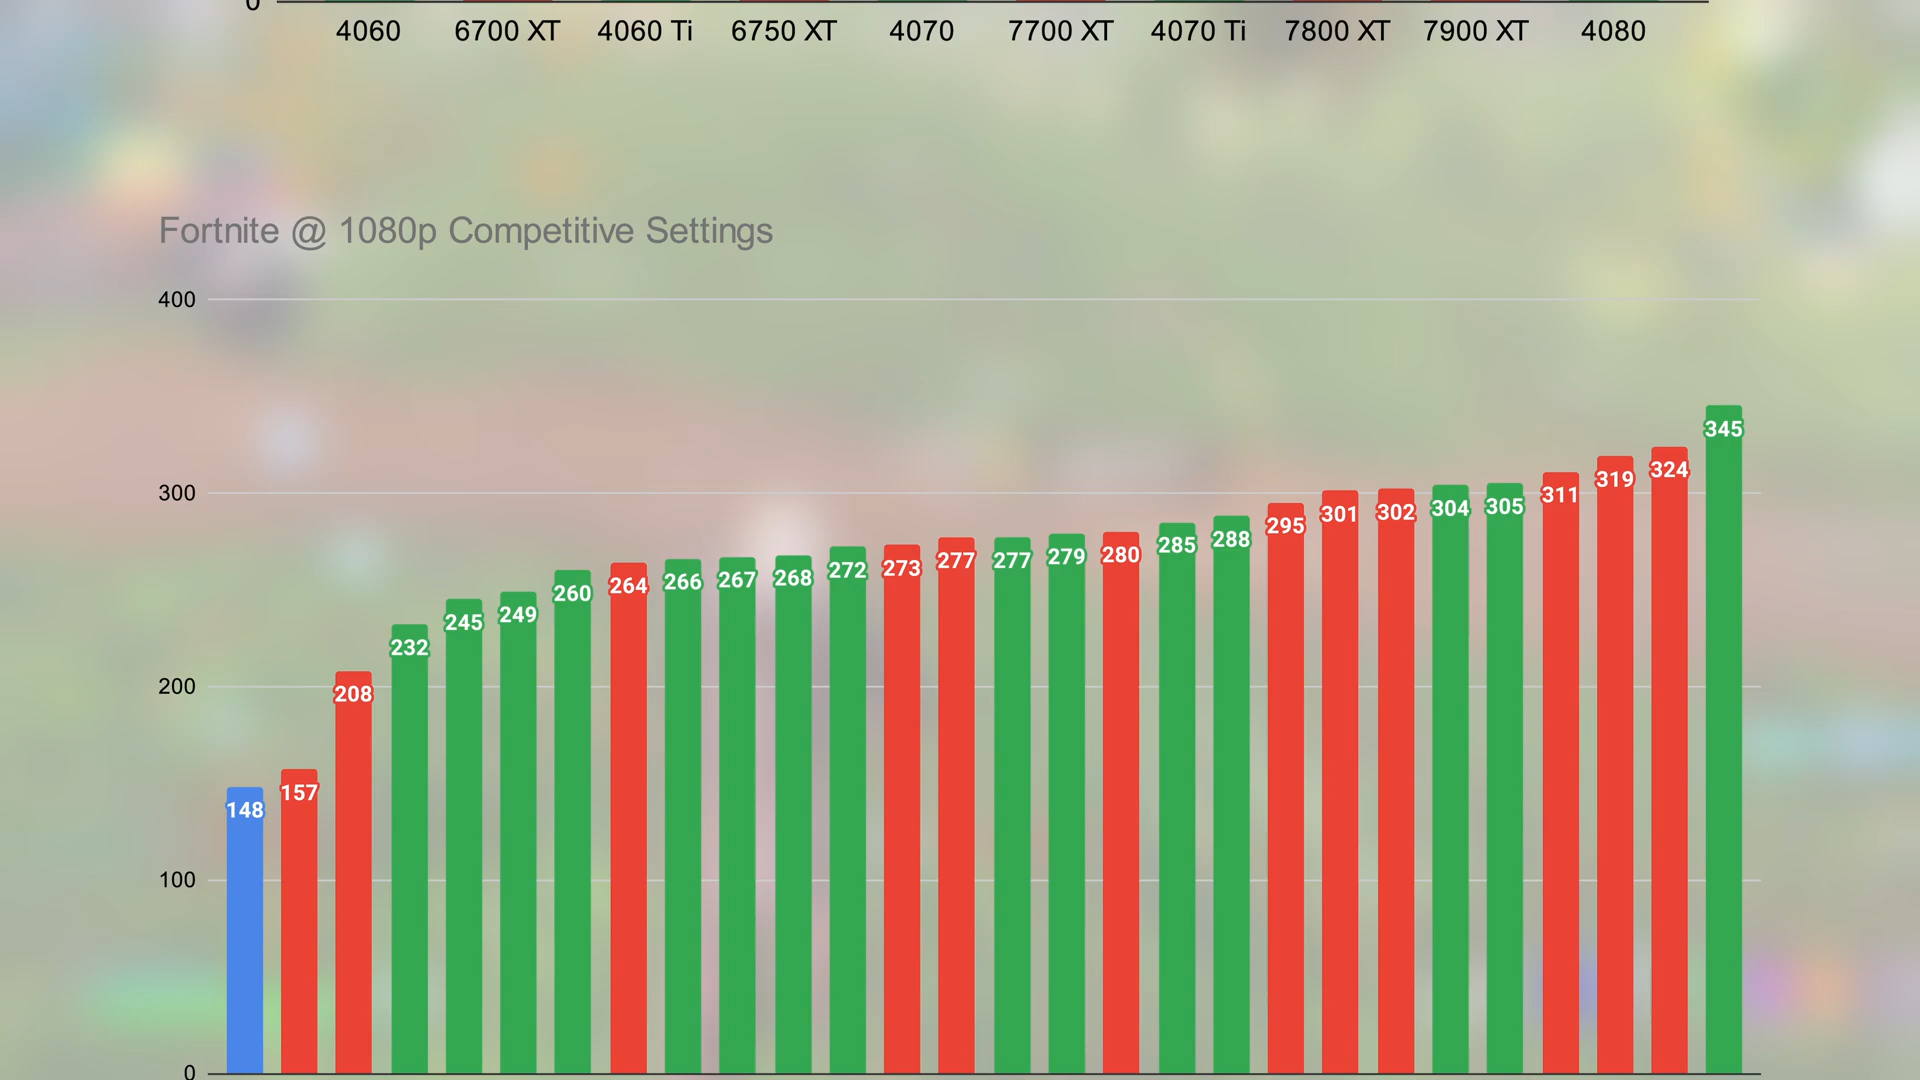 0
4060 6700 XT 4060 Ti 6750 XT 4070 7700 XT 4070 Ti 7800 XT 7900 XT 4080
Fortnite @ 1080p Competitive Settings
400
300
200
100
0
148 157 208 232 245 249 260 264 266 267 268 272 273 277 277 279 280 285 288 295 301 302 304 305 311 319 324 345